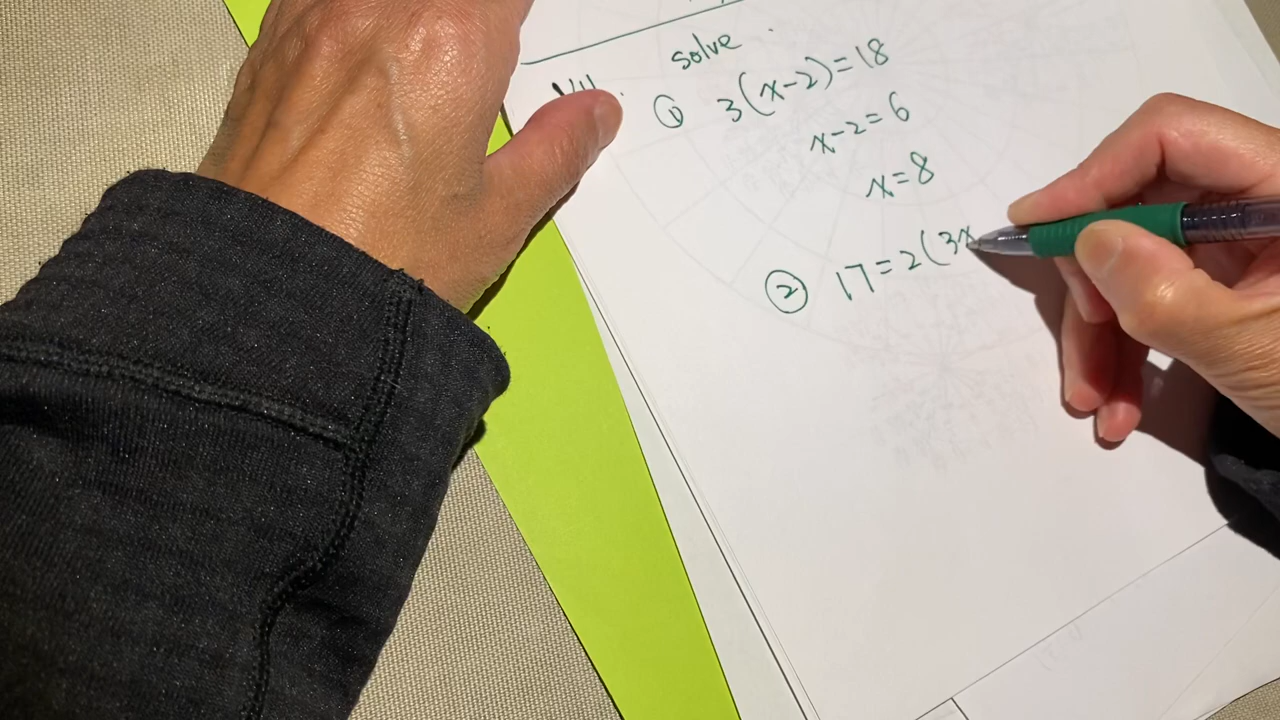 solve .
① 3(x-2)=18
x-2=6
x=8
② 17=2(3x